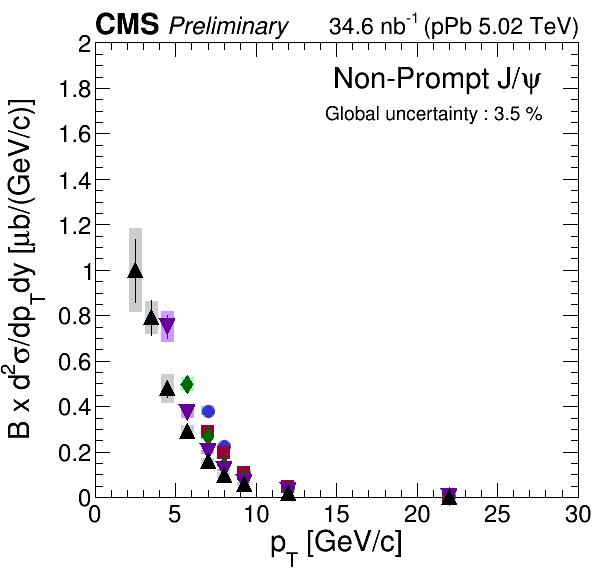 CMS Preliminary 34.6 nb⁻¹ (pPb 5.02 TeV)
Non-Prompt J/ψ
Global uncertainty : 3.5 %
B x d²σ/dp_Tdy [μb/(GeV/c)]
2
1.8
1.6
1.4
1.2
1
0.8
0.6
0.4
0.2
0
0 5 10 15 20 25 30
p_T [GeV/c]